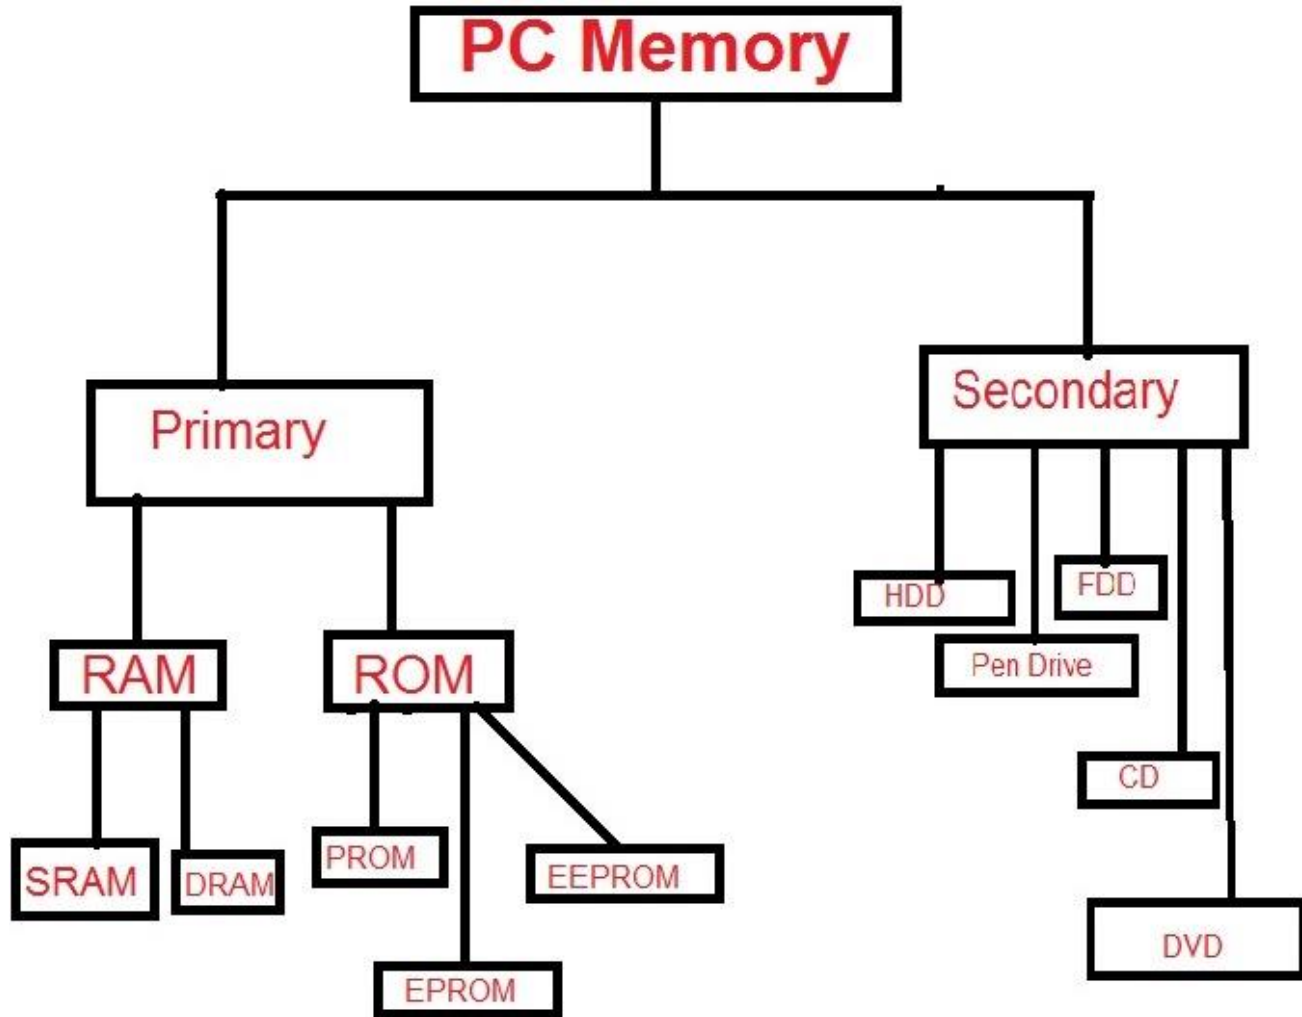 PC Memory
Primary
Secondary
HDD
FDD
Pen Drive
RAM
ROM
CD
SRAM
DRAM
PROM
EEPROM
EPROM
DVD